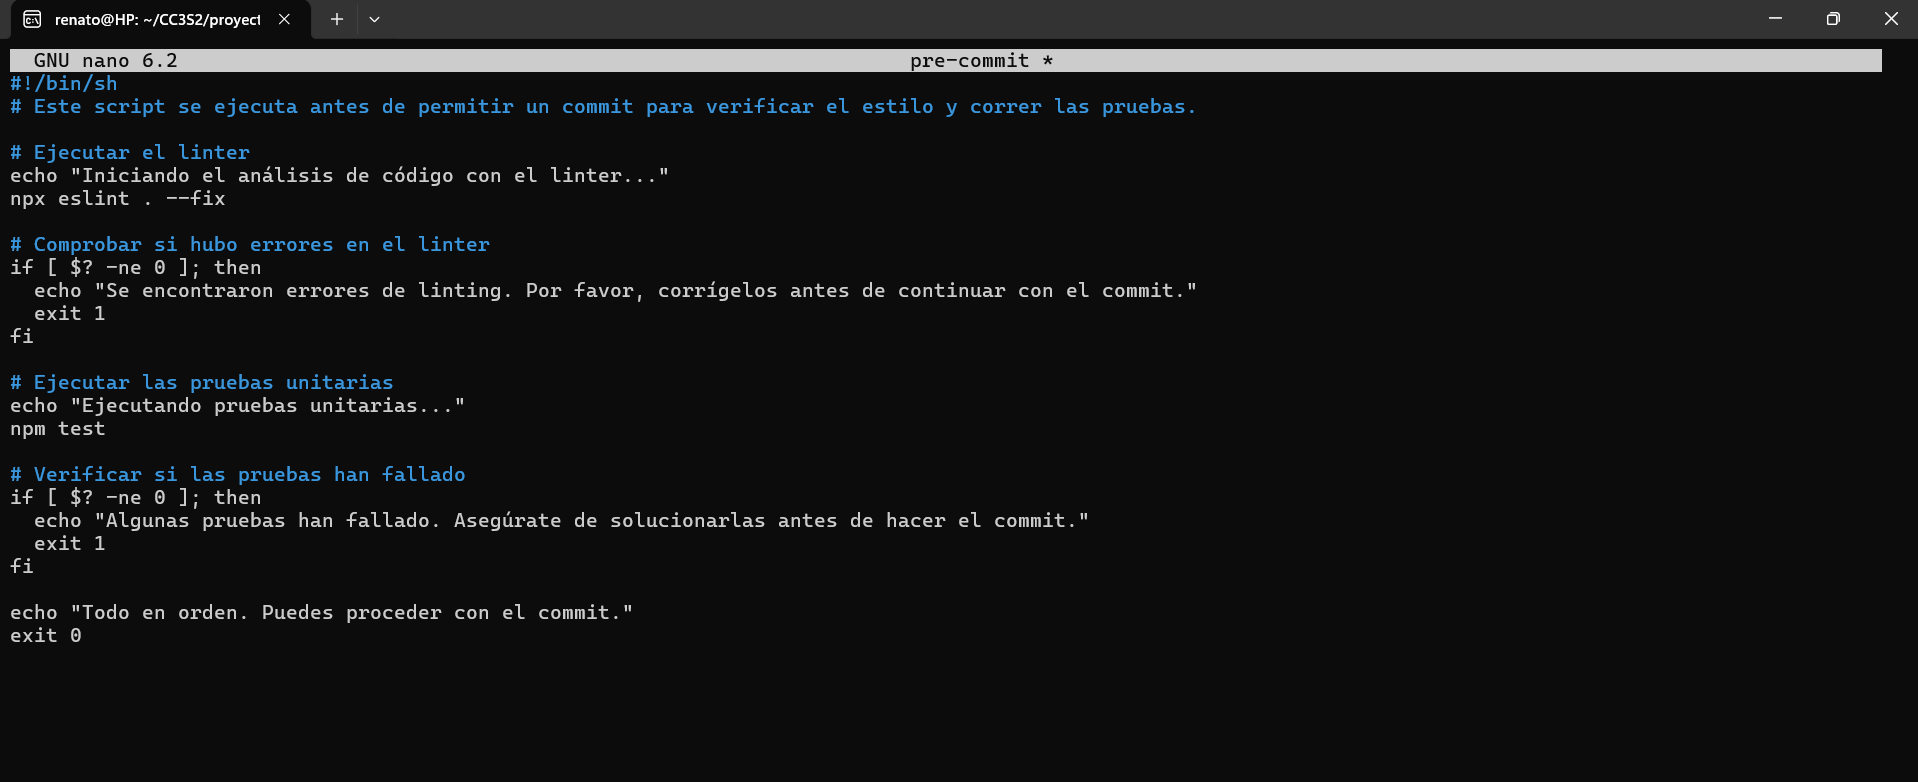 renato@HP: ~/CC3S2/proyect
GNU nano 6.2 pre-commit *
#!/bin/sh
# Este script se ejecuta antes de permitir un commit para verificar el estilo y correr las pruebas.
# Ejecutar el linter
echo "Iniciando el análisis de código con el linter..."
npx eslint . --fix
# Comprobar si hubo errores en el linter
if [ $? -ne 0 ]; then
  echo "Se encontraron errores de linting. Por favor, corrígelos antes de continuar con el commit."
  exit 1
fi
# Ejecutar las pruebas unitarias
echo "Ejecutando pruebas unitarias..."
npm test
# Verificar si las pruebas han fallado
if [ $? -ne 0 ]; then
  echo "Algunas pruebas han fallado. Asegúrate de solucionarlas antes de hacer el commit."
  exit 1
fi
echo "Todo en orden. Puedes proceder con el commit."
exit 0